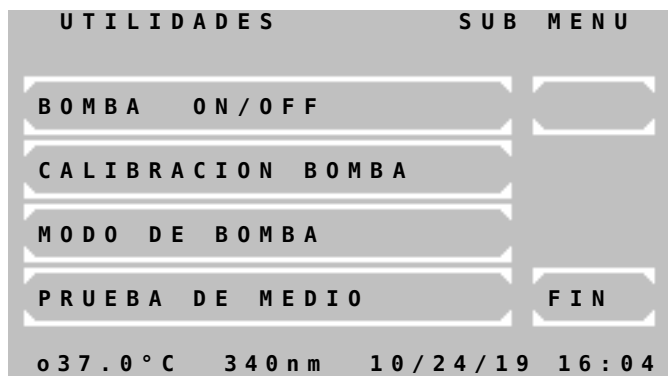 UTILIDADES SUB MENU
BOMBA ON/OFF
CALIBRACION BOMBA
MODO DE BOMBA
PRUEBA DE MEDIO FIN
o37.0°C 340nm 10/24/19 16:04